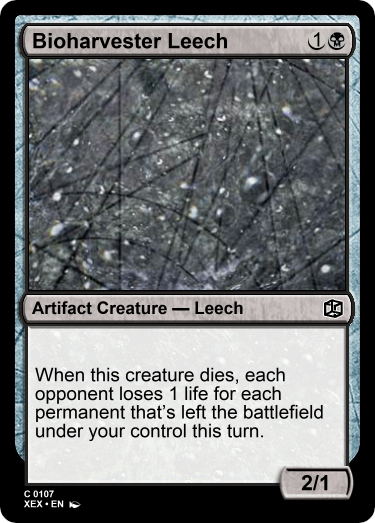 Bioharvester Leech 1
Artifact Creature — Leech
When this creature dies, each
opponent loses 1 life for each
permanent that's left the battlefield
under your control this turn.
2/1
C 0107
XEX • EN